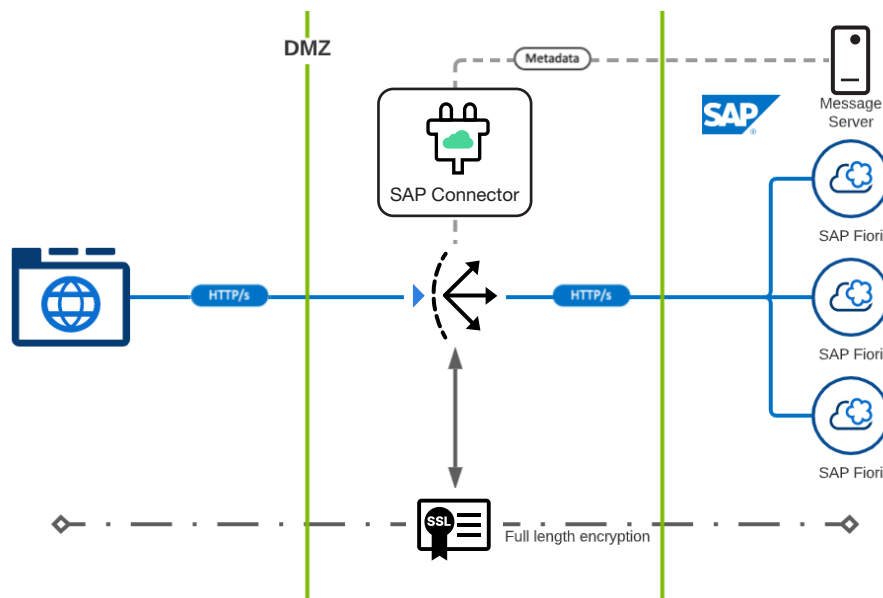 DMZ
Metadata
SAP
®
Message
Server
SAP Connector
SAP Fiori
HTTP/s
HTTP/s
SAP Fiori
SAP Fiori
SSL
Full length encryption